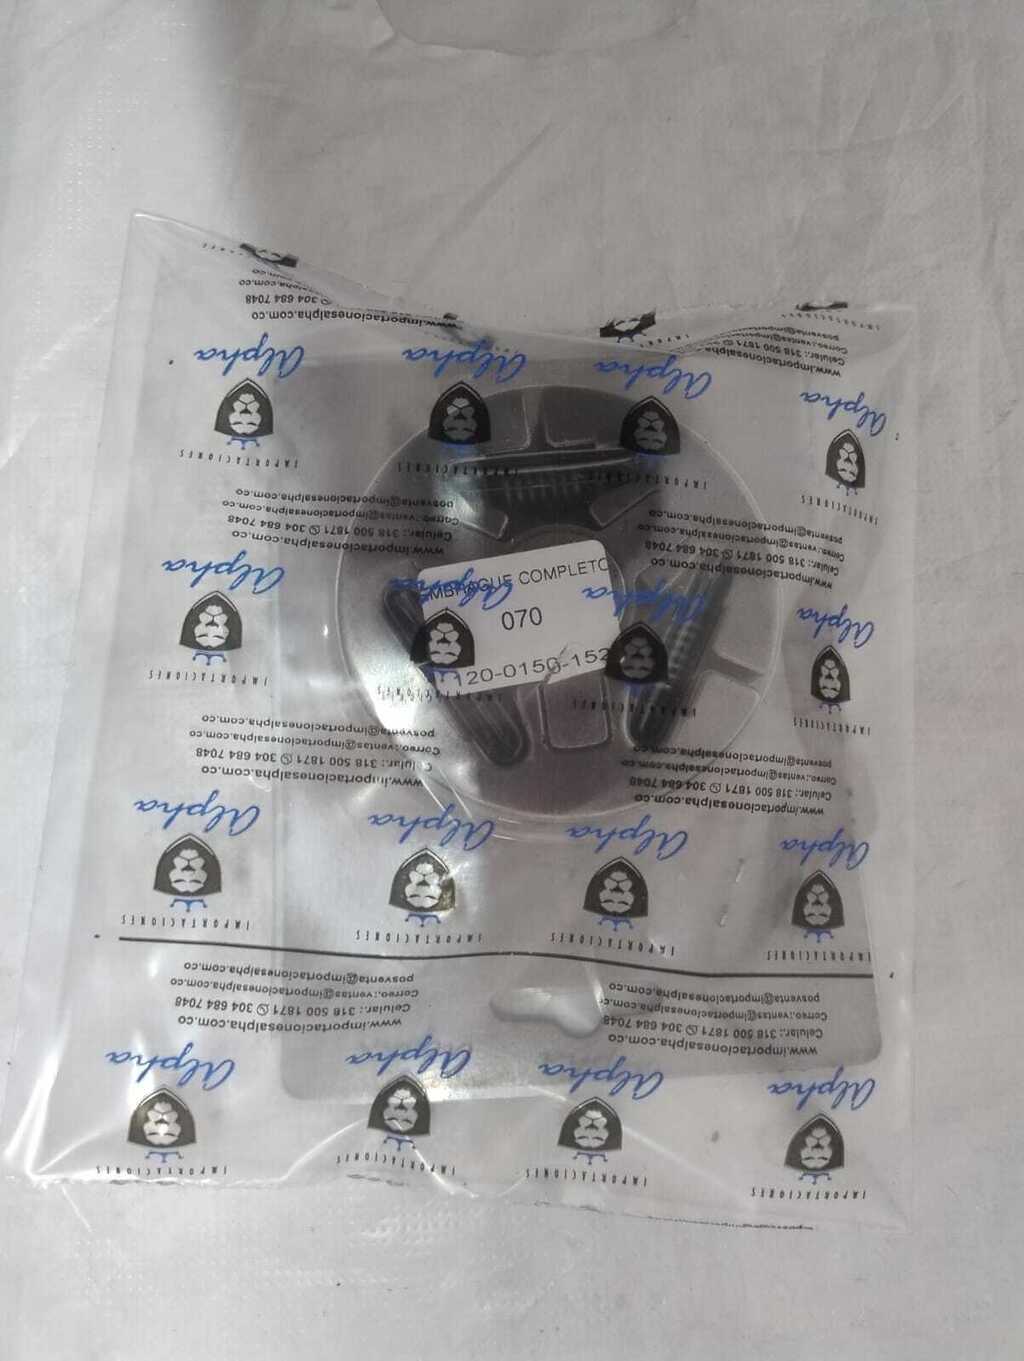 EMBRAGUE COMPLETO
070
1120-0150-152
Alpha
IMPORTACIONES
www.importacionesalpha.com.co
Celular.: 318 500 1871 304 684 7048
Correo.:ventas@importacionesalpha.com.co
posventa@importacionesalpha.com.co